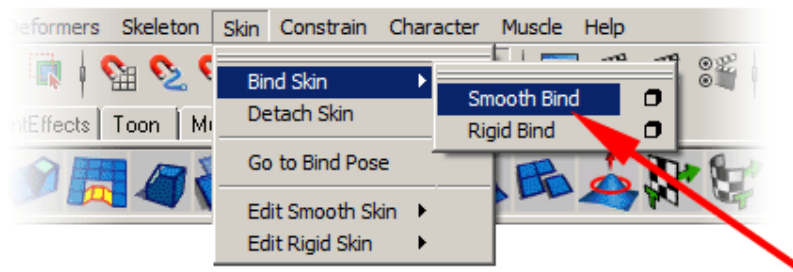 Skeleton Skin Constrain Character Muscle Help
Bind Skin
Smooth Bind
Detach Skin
Rigid Bind
Toon
Go to Bind Pose
Edit Smooth Skin
Edit Rigid Skin